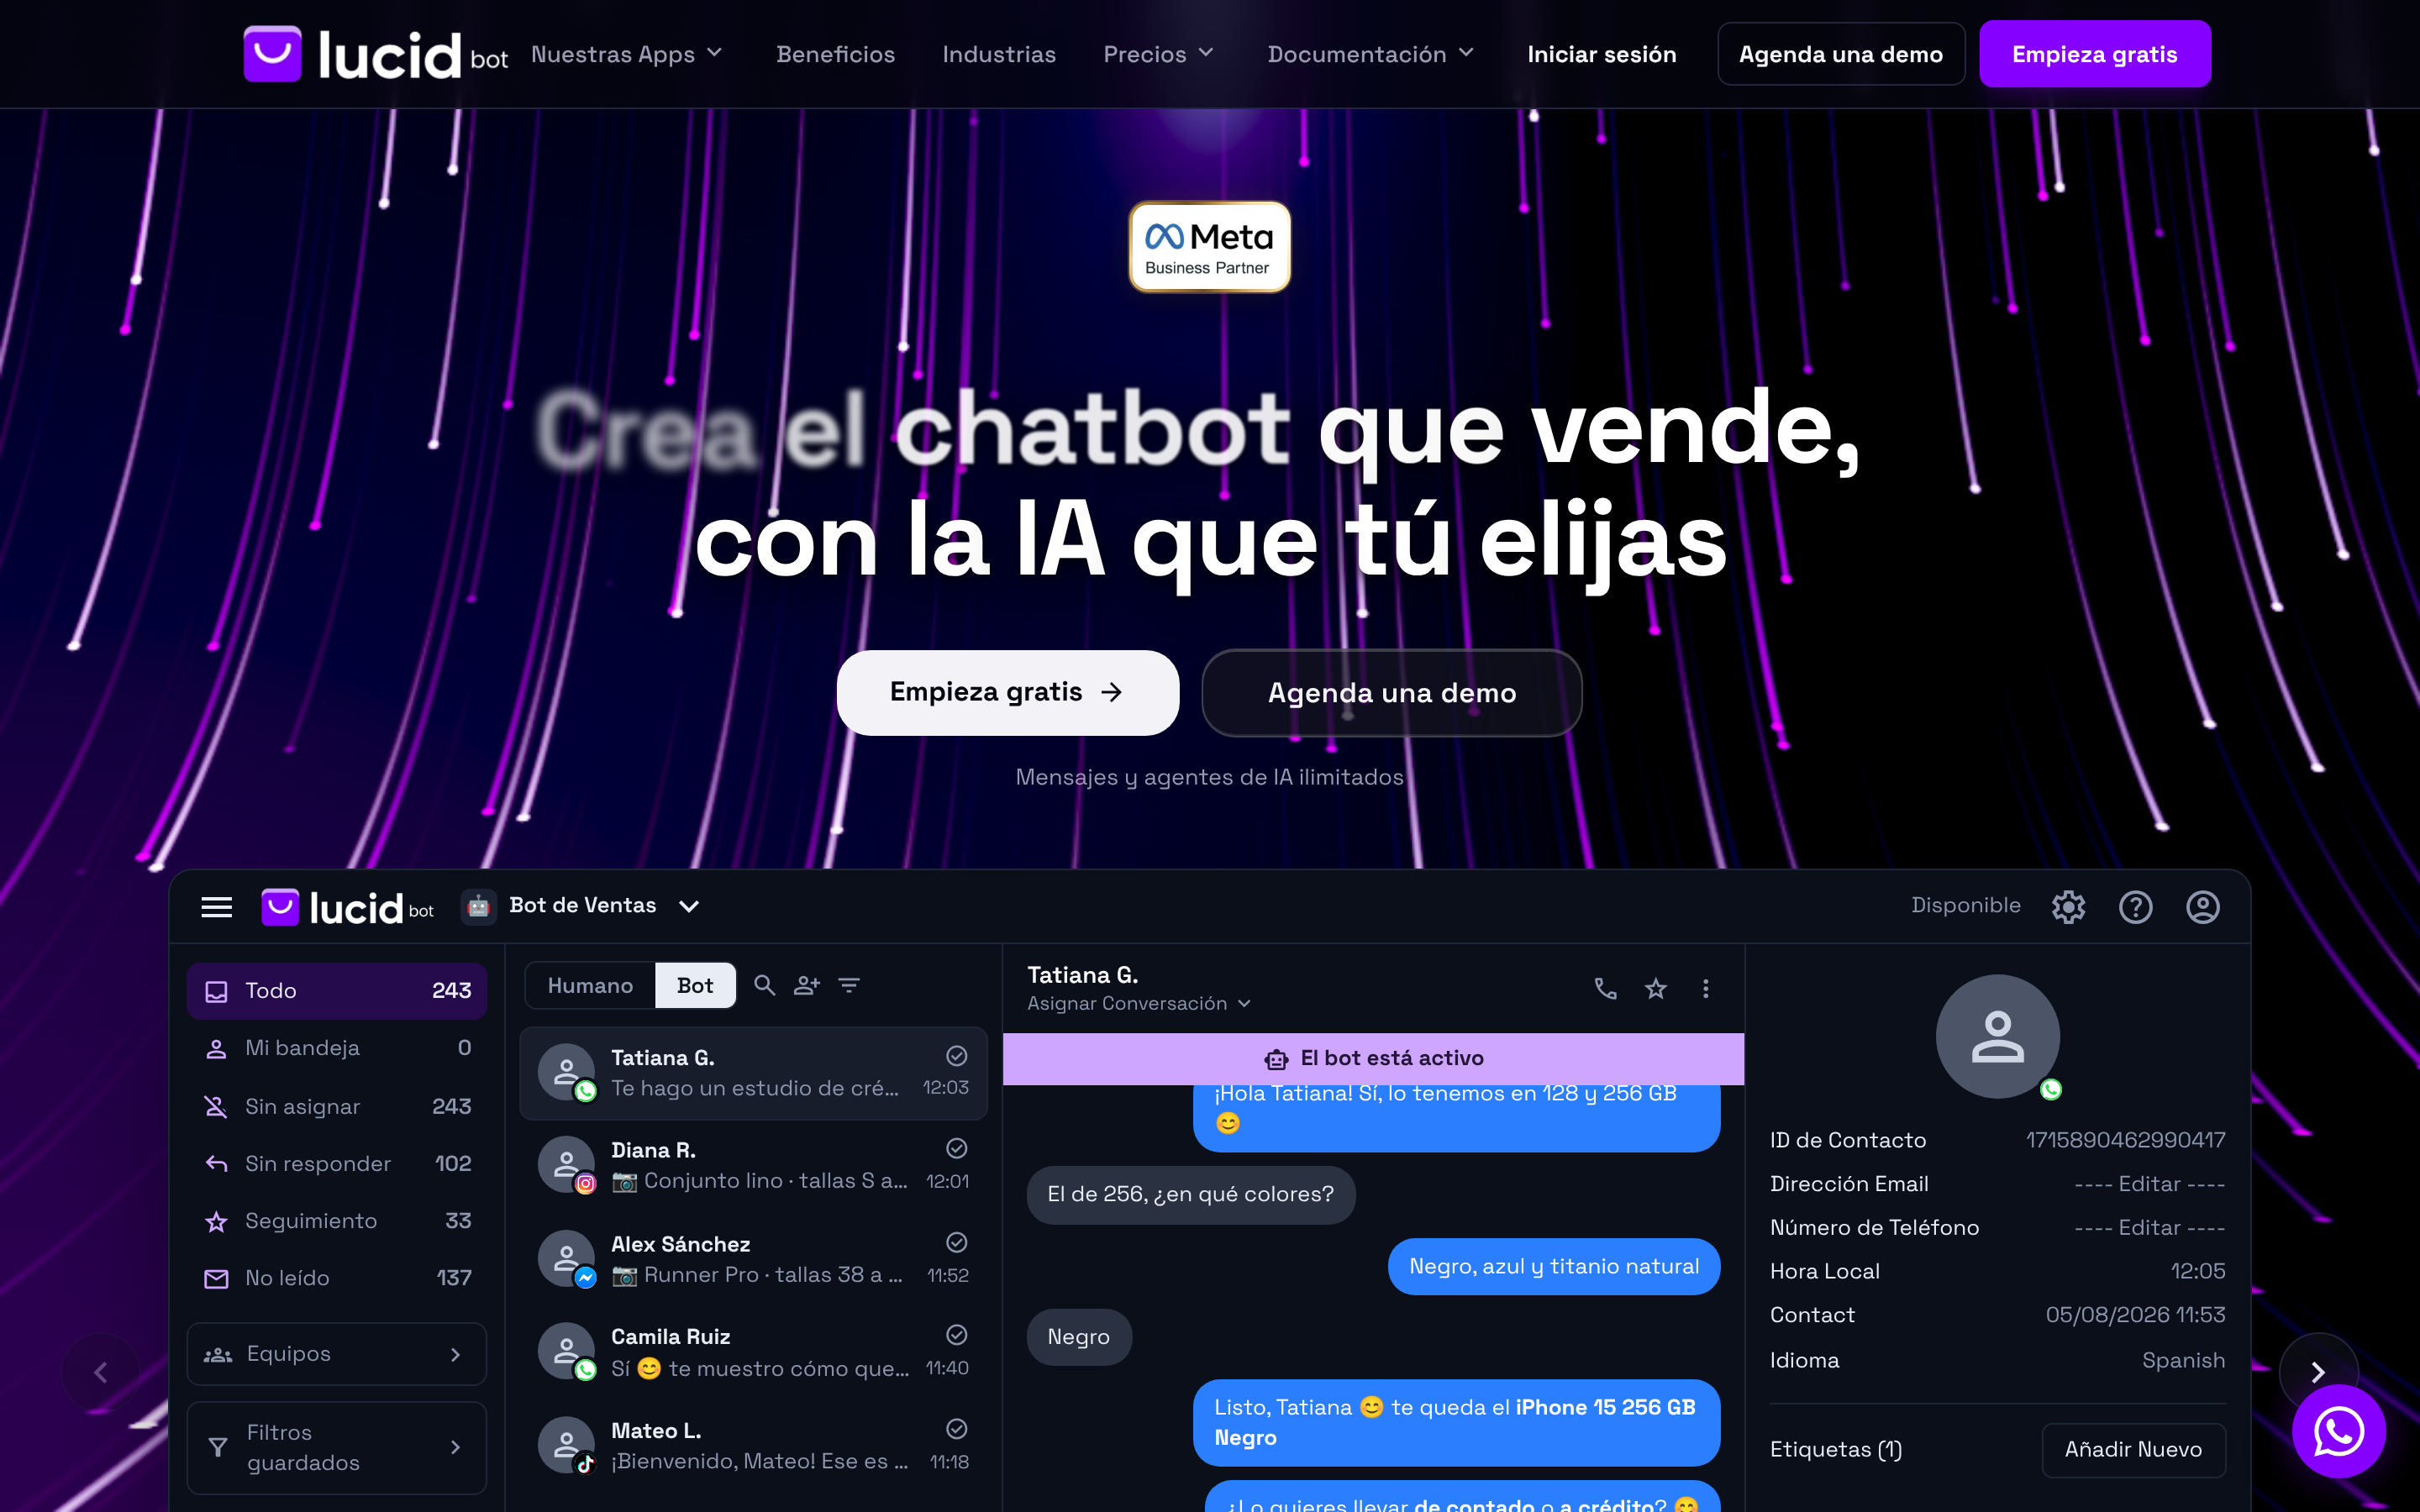 lucid bot
Nuestras Apps
Beneficios
Industrias
Precios
Documentación
Iniciar sesión
Agenda una demo
Empieza gratis
Meta
Business Partner
Crea el chatbot que vende,
con la IA que tú elijas
Empieza gratis →
Agenda una demo
Mensajes y agentes de IA ilimitados
lucid bot
🤖 Bot de Ventas
Disponible
Todo 243
Mi bandeja 0
Sin asignar 243
Sin responder 102
Seguimiento 33
No leído 137
Equipos
Filtros
guardados
Humano Bot
Tatiana G.
Te hago un estudio de cré... 12:03
Diana R.
📷 Conjunto lino · tallas S a... 12:01
Alex Sánchez
📷 Runner Pro · tallas 38 a ... 11:52
Camila Ruiz
Sí 😊 te muestro cómo que... 11:40
Mateo L.
¡Bienvenido, Mateo! Ese es ... 11:18
Tatiana G.
Asignar Conversación
El bot está activo
¡Hola Tatiana! Sí, lo tenemos en 128 y 256 GB
😊
El de 256, ¿en qué colores?
Negro, azul y titanio natural
Negro
Listo, Tatiana 😊 te queda el iPhone 15 256 GB
Negro
¿Lo quieres llevar de contado o a crédito? 😊
ID de Contacto 1715890462990417
Dirección Email ---- Editar ----
Número de Teléfono ---- Editar ----
Hora Local 12:05
Contact 05/08/2026 11:53
Idioma Spanish
Etiquetas (1) Añadir Nuevo